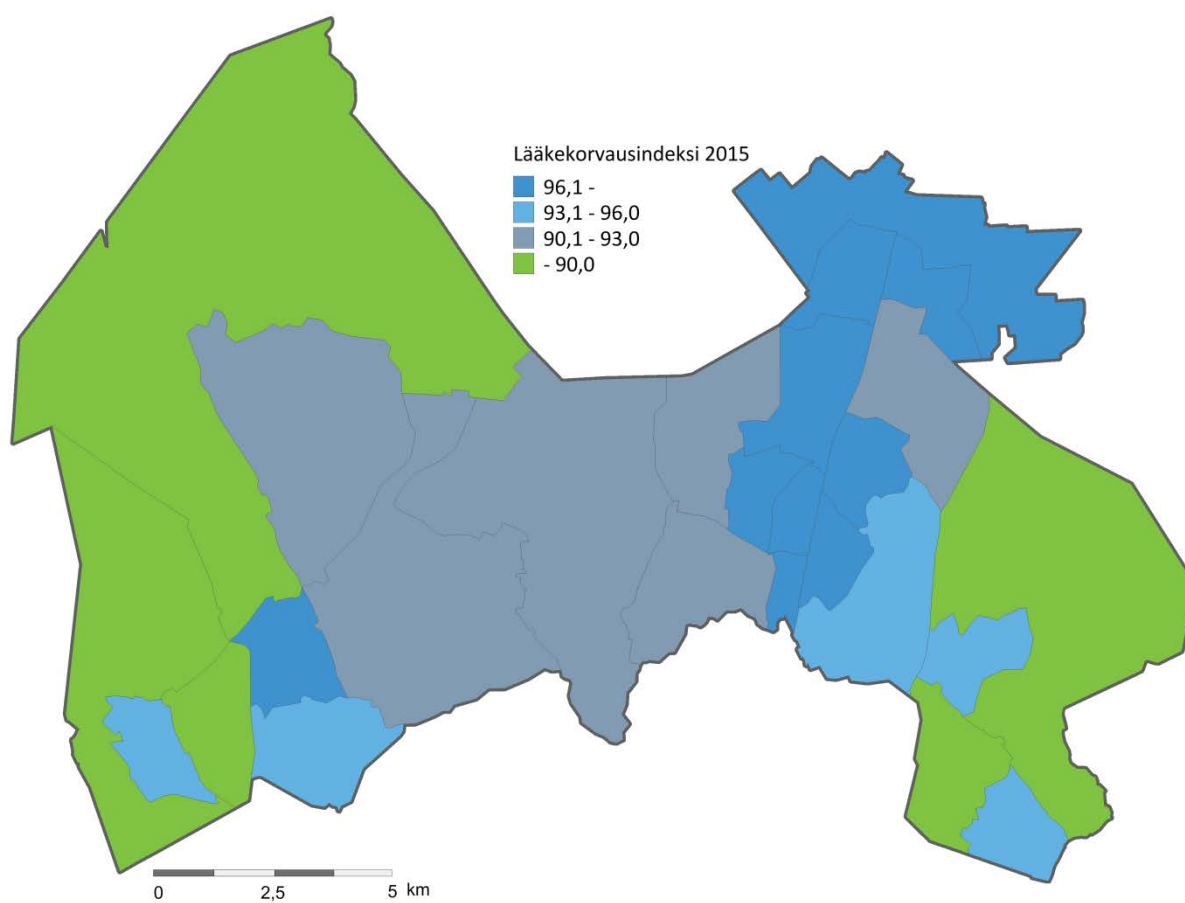 Lääkekorvausindeksi 2015
96,1 -
93,1 - 96,0
90,1 - 93,0
- 90,0
0 2,5 5 km